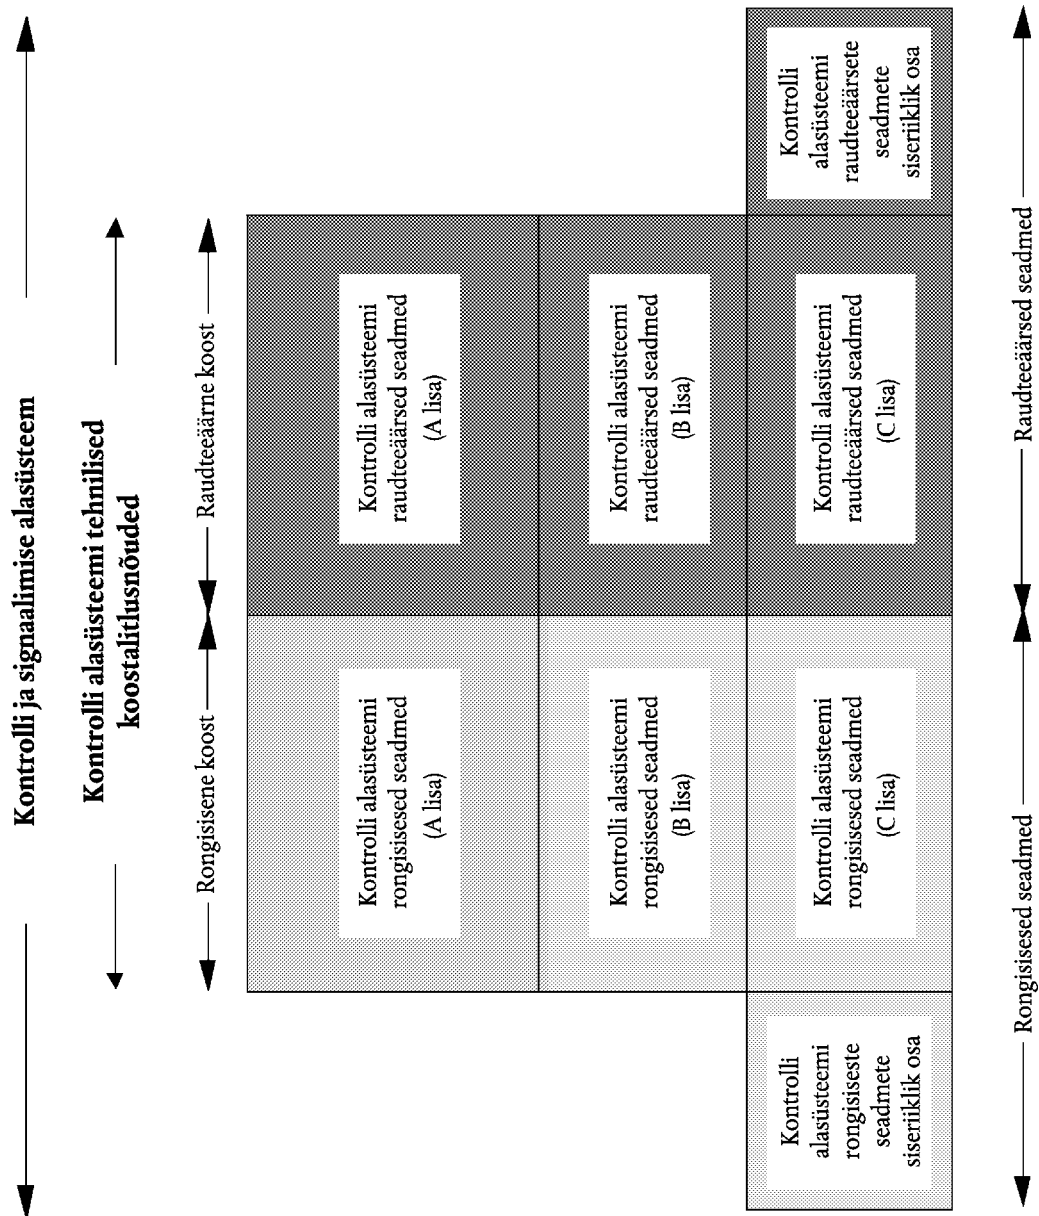 Kontrolli ja signaalimise alasüsteem
Kontrolli alasüsteemi tehnilised
koostalitlusnõuded
Rongisisene koost
Raudteeäärne koost
Kontrolli alasüsteemi
rongisisesed seadmed
(A lisa)
Kontrolli alasüsteemi
raudteeäärsed seadmed
(A lisa)
Kontrolli alasüsteemi
rongisisesed seadmed
(B lisa)
Kontrolli alasüsteemi
raudteeäärsed seadmed
(B lisa)
Kontrolli
alasüsteemi
rongisiseste
seadmete
siseriiklik osa
Kontrolli alasüsteemi
rongisisesed seadmed
(C lisa)
Kontrolli alasüsteemi
raudteeäärsed seadmed
(C lisa)
Kontrolli
alasüsteemi
raudteeäärsete
seadmete
siseriiklik osa
Rongisisesed seadmed
Raudteeäärsed seadmed